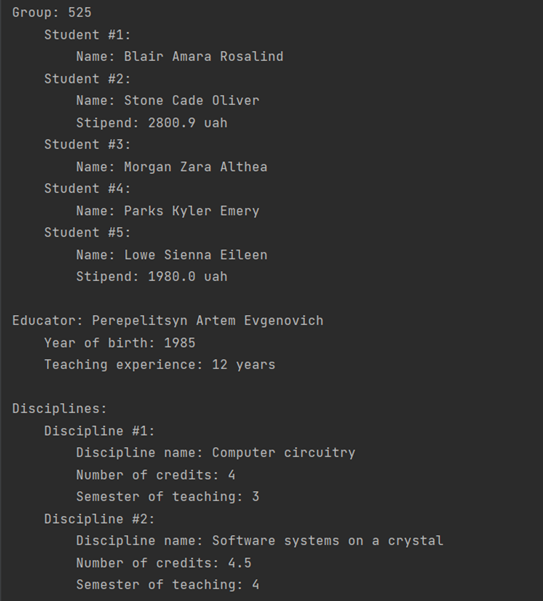 Group: 525
Student #1:
Name: Blair Amara Rosalind
Student #2:
Name: Stone Cade Oliver
Stipend: 2800.9 uah
Student #3:
Name: Morgan Zara Althea
Student #4:
Name: Parks Kyler Emery
Student #5:
Name: Lowe Sienna Eileen
Stipend: 1980.0 uah
Educator: Perepelitsyn Artem Evgenovich
Year of birth: 1985
Teaching experience: 12 years
Disciplines:
Discipline #1:
Discipline name: Computer circuitry
Number of credits: 4
Semester of teaching: 3
Discipline #2:
Discipline name: Software systems on a crystal
Number of credits: 4.5
Semester of teaching: 4